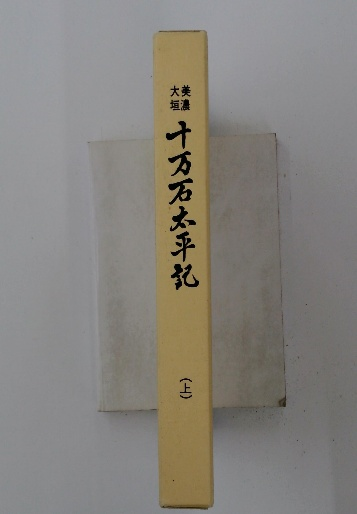 美濃
大垣
十万石太平記
(上)